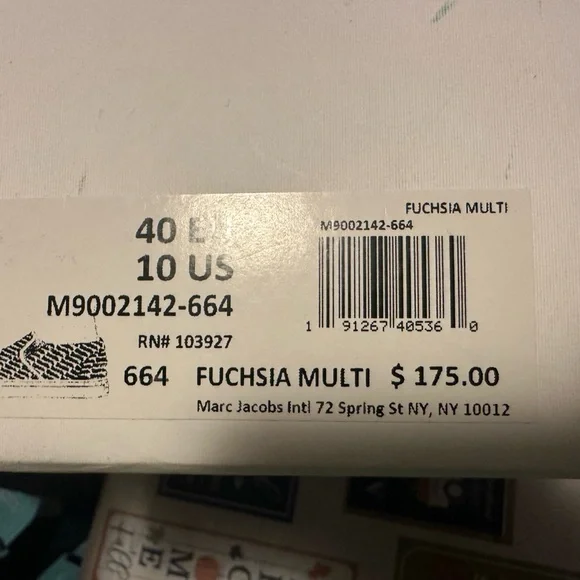 FUCHSIA MULTI
40
10 US
M9002142-664
M9002142-664
1 91267 40536 0
RN# 103927
664 FUCHSIA MULTI $ 175.00
Marc Jacobs Intl 72 Spring St NY, NY 10012